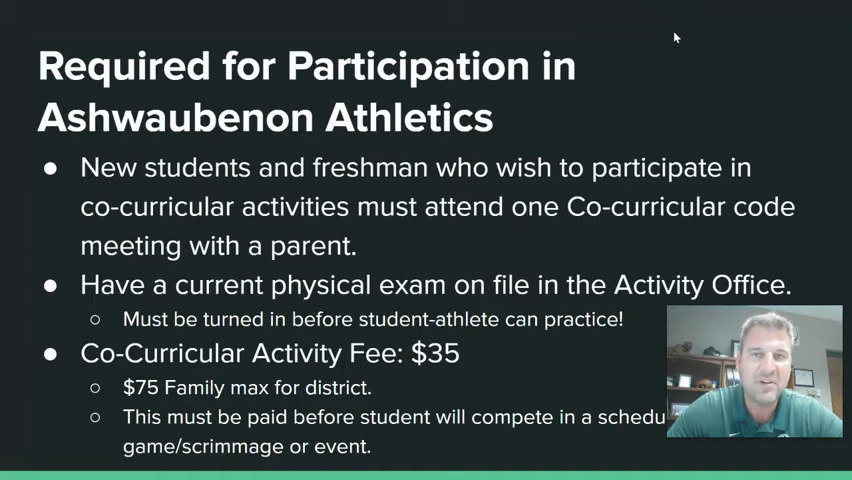 Required for Participation in
Ashwaubenon Athletics
● New students and freshman who wish to participate in
co-curricular activities must attend one Co-curricular code
meeting with a parent.
● Have a current physical exam on file in the Activity Office.
○ Must be turned in before student-athlete can practice!
● Co-Curricular Activity Fee: $35
○ $75 Family max for district.
○ This must be paid before student will compete in a schedu
game/scrimmage or event.